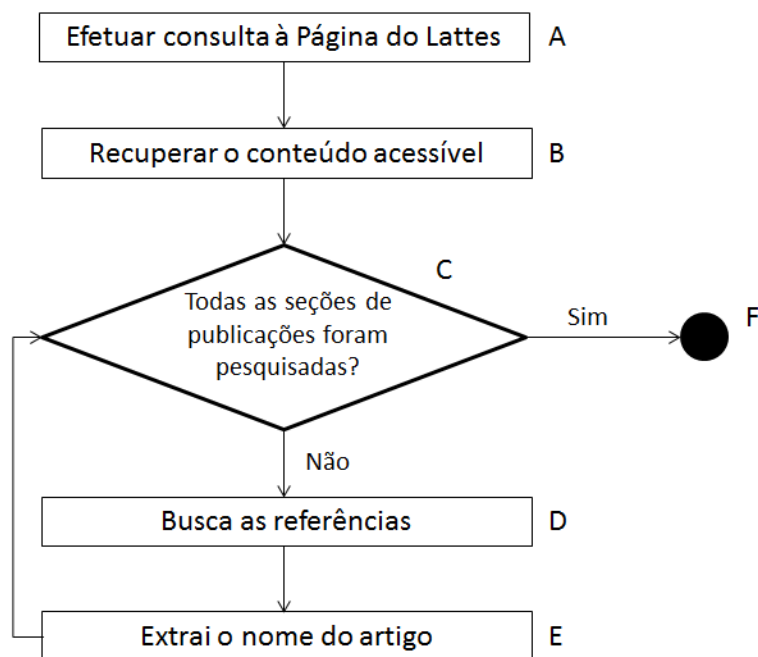 Efetuar consulta à Página do Lattes A
Recuperar o conteúdo acessível B
C
Todas as seções de
publicações foram
pesquisadas?
Sim
F
Não
Busca as referências D
Extrai o nome do artigo E